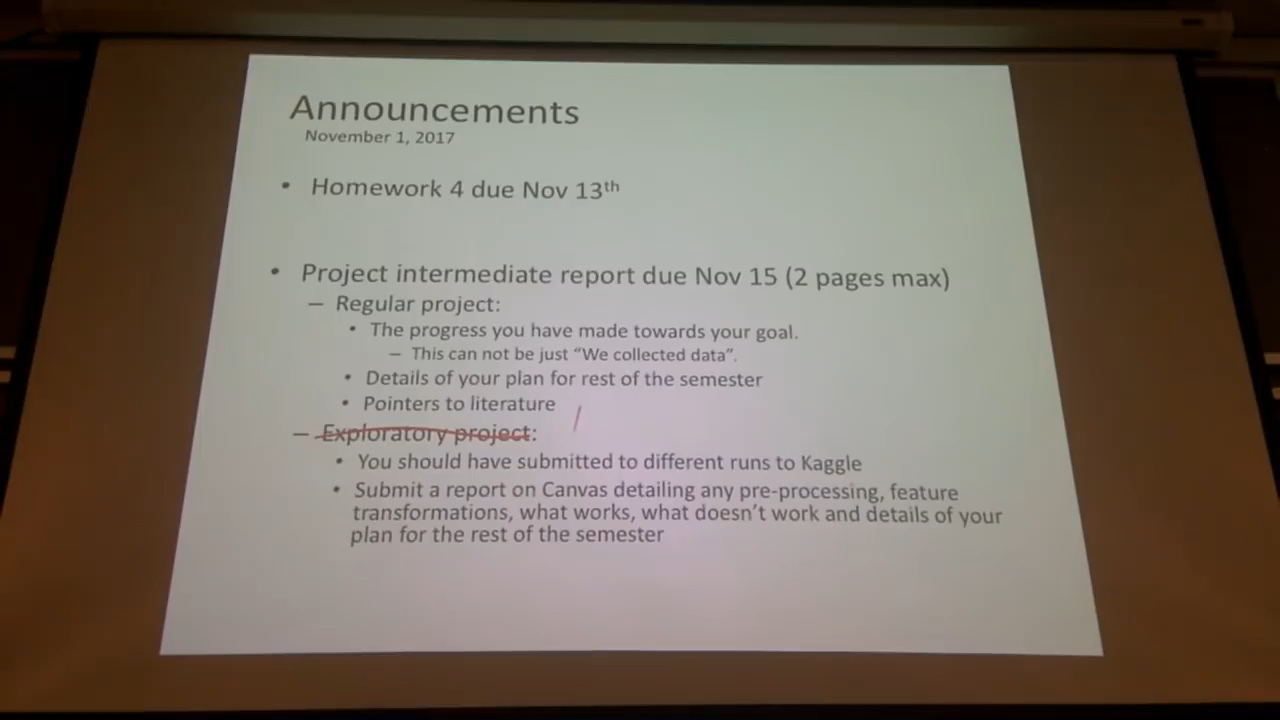 Announcements
November 1, 2017
• Homework 4 due Nov 13th
• Project intermediate report due Nov 15 (2 pages max)
– Regular project:
• The progress you have made towards your goal.
– This can not be just “We collected data”.
• Details of your plan for rest of the semester
• Pointers to literature
– Exploratory project:
• You should have submitted to different runs to Kaggle
• Submit a report on Canvas detailing any pre-processing, feature
transformations, what works, what doesn’t work and details of your
plan for the rest of the semester